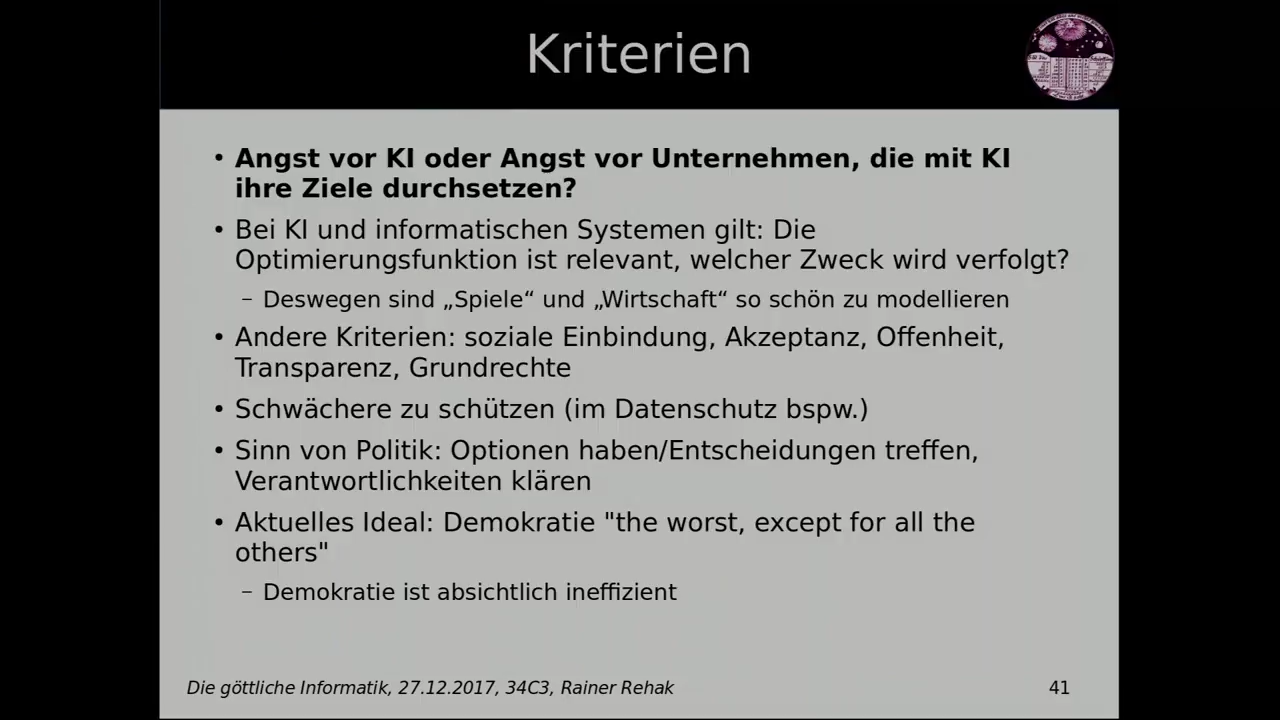 Kriterien
• Angst vor KI oder Angst vor Unternehmen, die mit KI
ihre Ziele durchsetzen?
• Bei KI und informatischen Systemen gilt: Die
Optimierungsfunktion ist relevant, welcher Zweck wird verfolgt?
– Deswegen sind „Spiele“ und „Wirtschaft“ so schön zu modellieren
• Andere Kriterien: soziale Einbindung, Akzeptanz, Offenheit,
Transparenz, Grundrechte
• Schwächere zu schützen (im Datenschutz bspw.)
• Sinn von Politik: Optionen haben/Entscheidungen treffen,
Verantwortlichkeiten klären
• Aktuelles Ideal: Demokratie "the worst, except for all the
others"
– Demokratie ist absichtlich ineffizient
Die göttliche Informatik, 27.12.2017, 34C3, Rainer Rehak
41